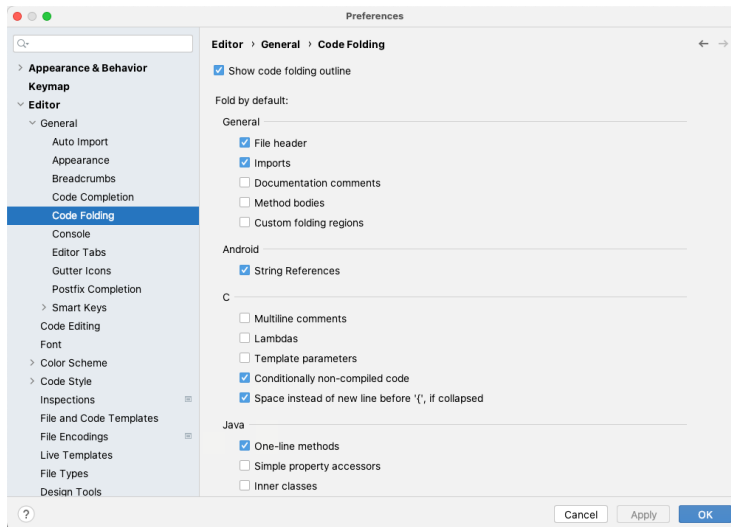 Preferences
Appearance & Behavior
Keymap
Editor
General
Auto Import
Appearance
Breadcrumbs
Code Completion
Code Folding
Console
Editor Tabs
Gutter Icons
Postfix Completion
Smart Keys
Code Editing
Font
Color Scheme
Code Style
Inspections
File and Code Templates
File Encodings
Live Templates
File Types
Design Tools
Editor › General › Code Folding
Show code folding outline
Fold by default:
General
File header
Imports
Documentation comments
Method bodies
Custom folding regions
Android
String References
C
Multiline comments
Lambdas
Template parameters
Conditionally non-compiled code
Space instead of new line before '{', if collapsed
Java
One-line methods
Simple property accessors
Inner classes
?
Cancel
Apply
OK